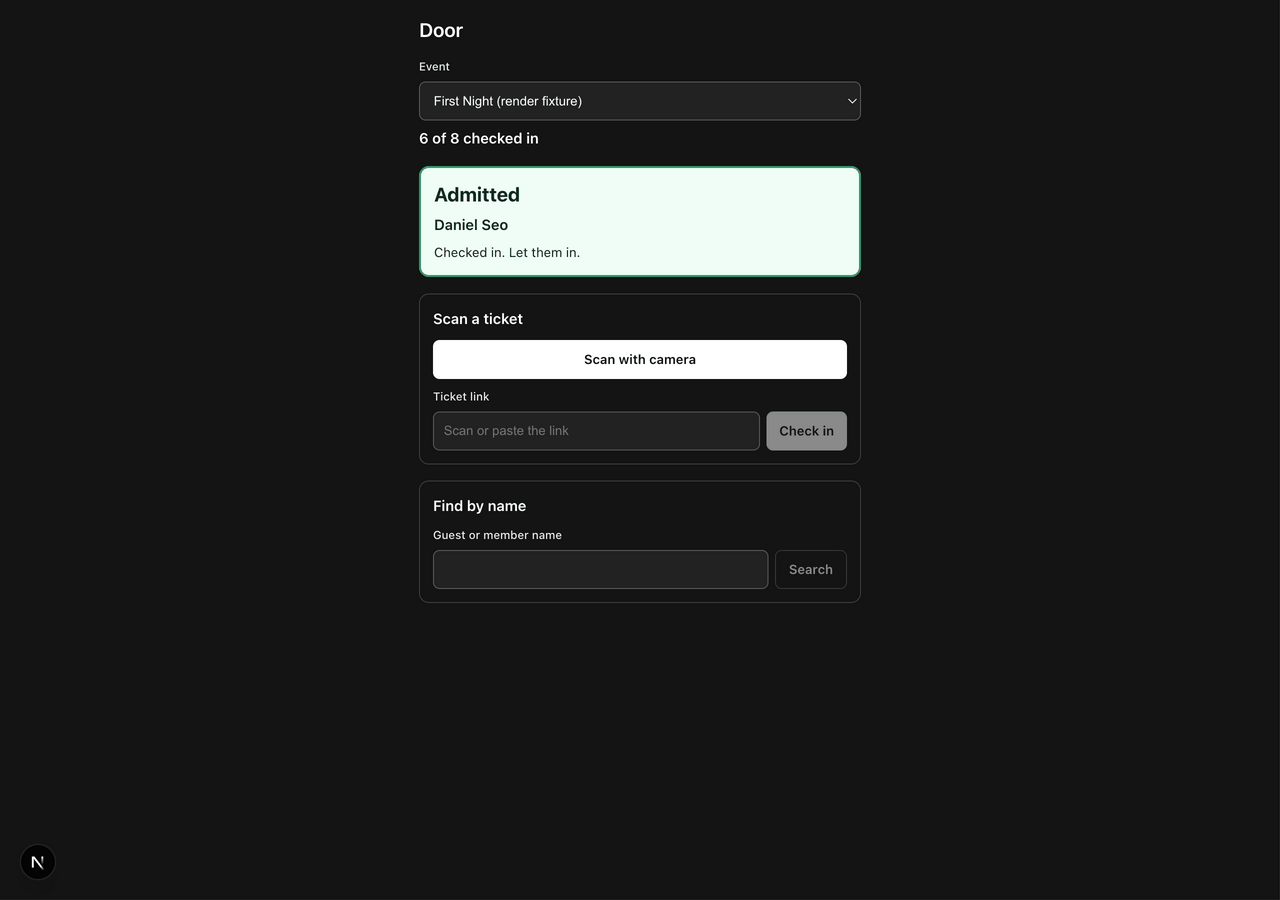 Door
Event
First Night (render fixture)
6 of 8 checked in
Admitted
Daniel Seo
Checked in. Let them in.
Scan a ticket
Scan with camera
Ticket link
Scan or paste the link
Check in
Find by name
Guest or member name
Search
N